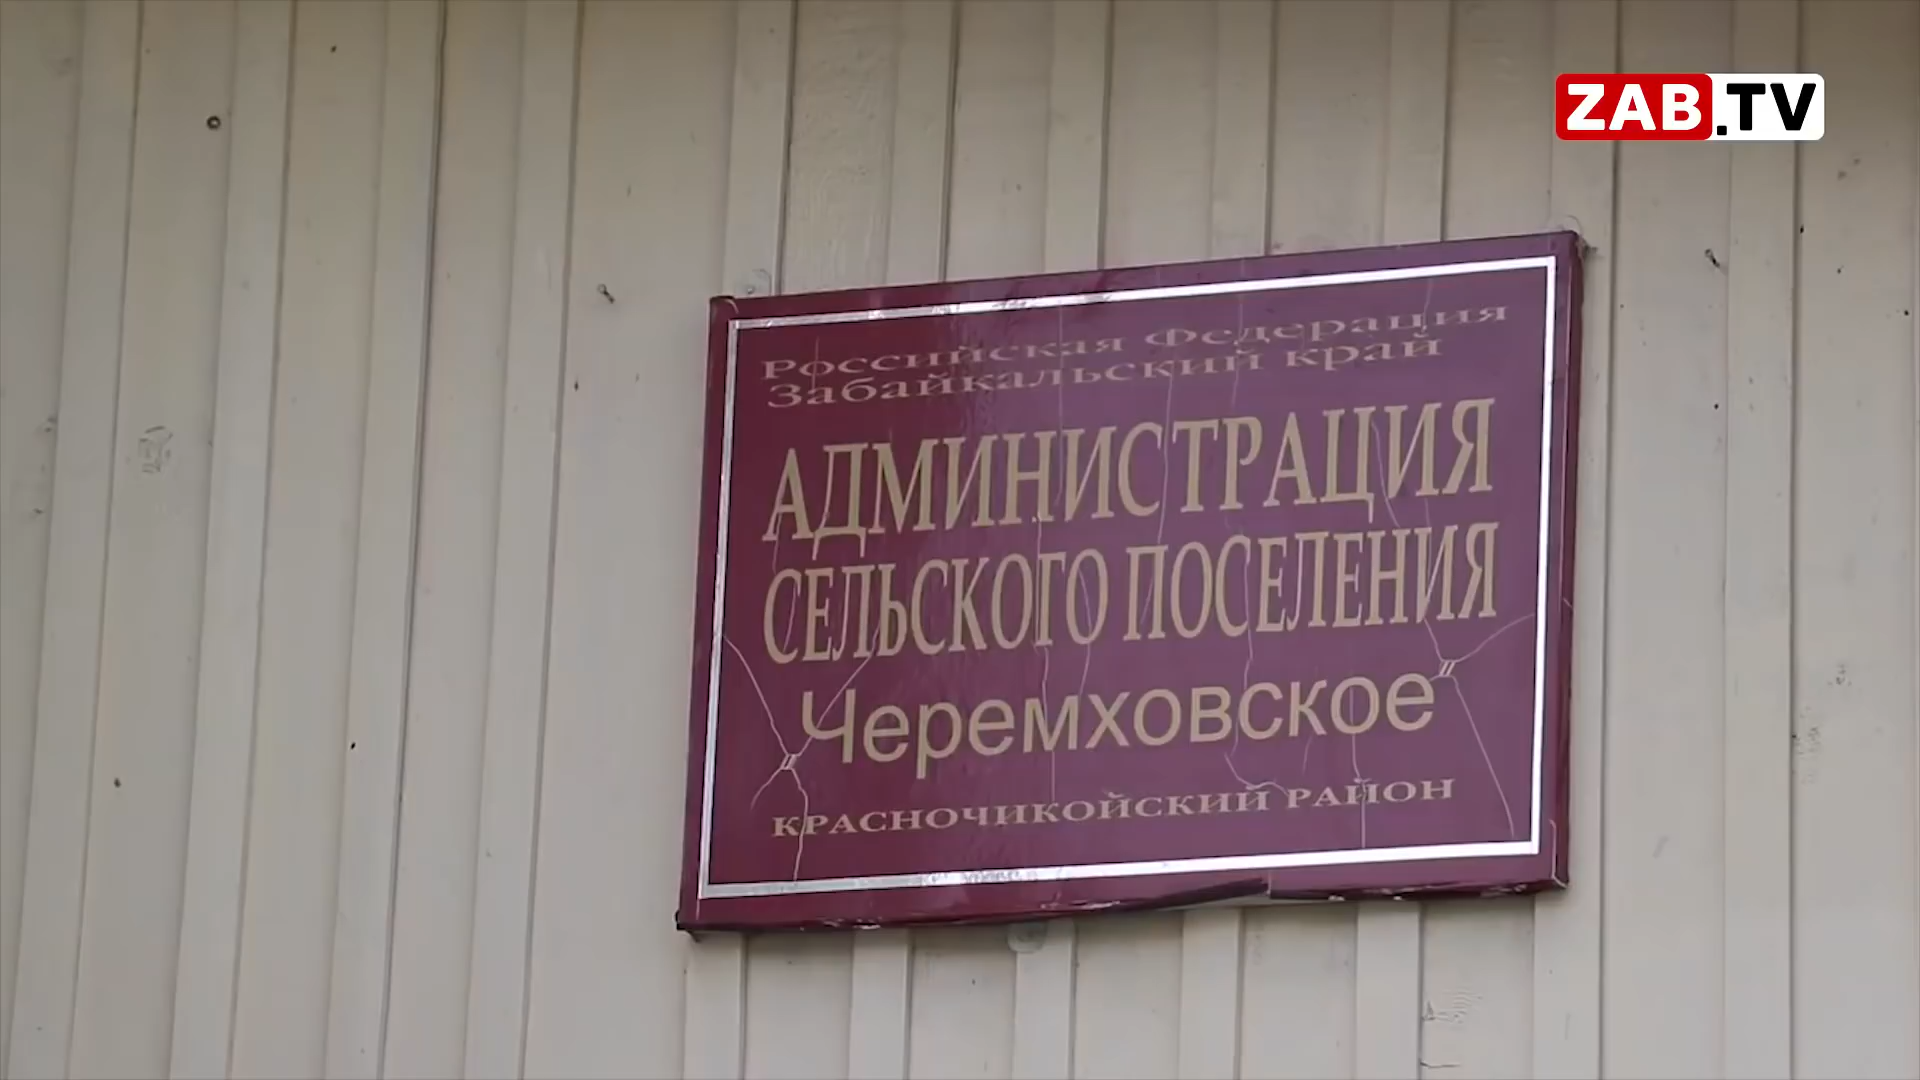 ZAB.TV
Российская Федерация
Забайкальский край
АДМИНИСТРАЦИЯ
СЕЛЬСКОГО ПОСЕЛЕНИЯ
Черемховское
КРАСНОЧИКОЙСКИЙ РАЙОН